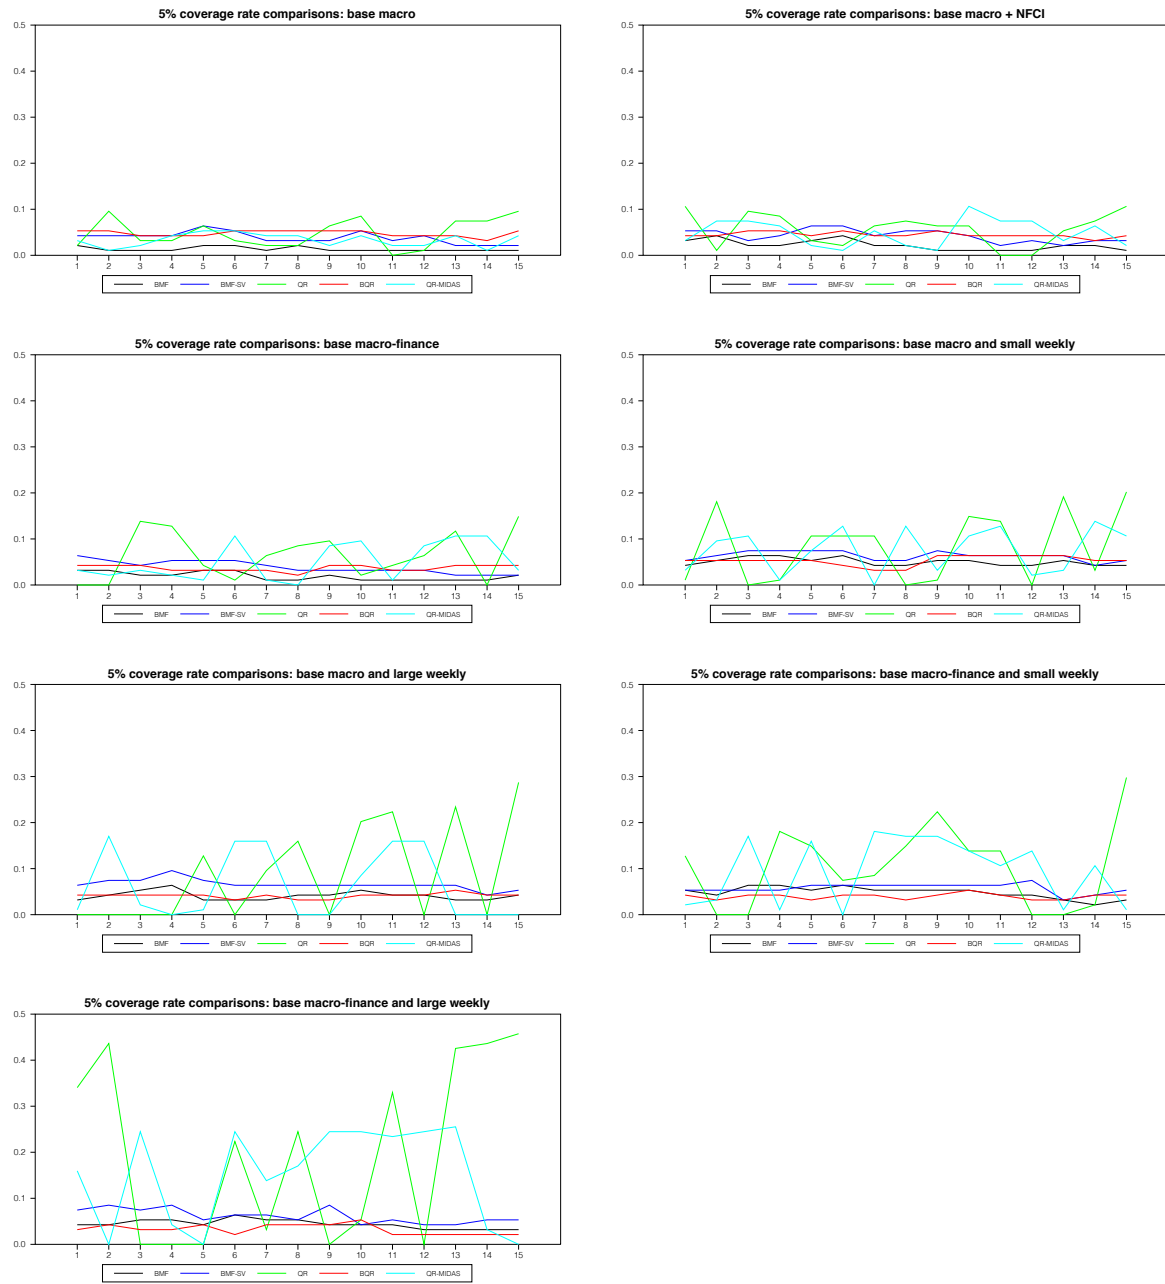 5% coverage rate comparisons: base macro
0.5
0.4
0.3
0.2
0.1
0.0
1 2 3 4 5 6 7 8 9 10 11 12 13 14 15
BMF BMF-SV QR BQR QR-MIDAS
5% coverage rate comparisons: base macro + NFCI
0.5
0.4
0.3
0.2
0.1
0.0
1 2 3 4 5 6 7 8 9 10 11 12 13 14 15
BMF BMF-SV QR BQR QR-MIDAS
5% coverage rate comparisons: base macro-finance
0.5
0.4
0.3
0.2
0.1
0.0
1 2 3 4 5 6 7 8 9 10 11 12 13 14 15
BMF BMF-SV QR BQR QR-MIDAS
5% coverage rate comparisons: base macro and small weekly
0.5
0.4
0.3
0.2
0.1
0.0
1 2 3 4 5 6 7 8 9 10 11 12 13 14 15
BMF BMF-SV QR BQR QR-MIDAS
5% coverage rate comparisons: base macro and large weekly
0.5
0.4
0.3
0.2
0.1
0.0
1 2 3 4 5 6 7 8 9 10 11 12 13 14 15
BMF BMF-SV QR BQR QR-MIDAS
5% coverage rate comparisons: base macro-finance and small weekly
0.5
0.4
0.3
0.2
0.1
0.0
1 2 3 4 5 6 7 8 9 10 11 12 13 14 15
BMF BMF-SV QR BQR QR-MIDAS
5% coverage rate comparisons: base macro-finance and large weekly
0.5
0.4
0.3
0.2
0.1
0.0
1 2 3 4 5 6 7 8 9 10 11 12 13 14 15
BMF BMF-SV QR BQR QR-MIDAS